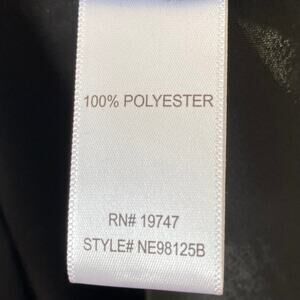 100% POLYESTER
RN# 19747
STYLE# NE98125B